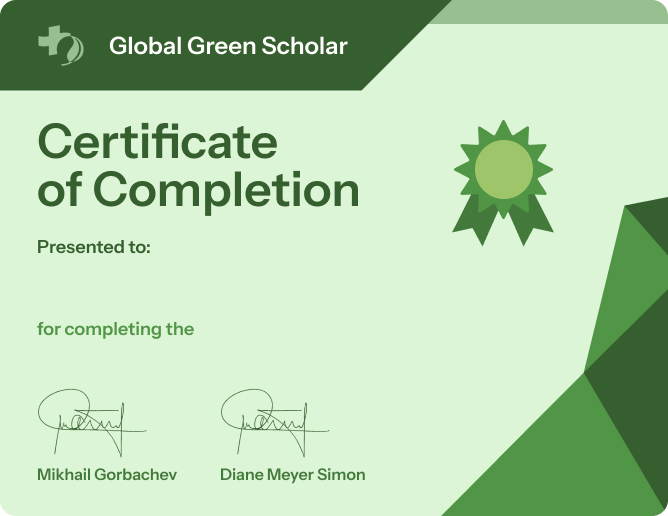 Global Green Scholar
Certificate
of Completion
Presented to:
for completing the
Mikhail Gorbachev
Diane Meyer Simon